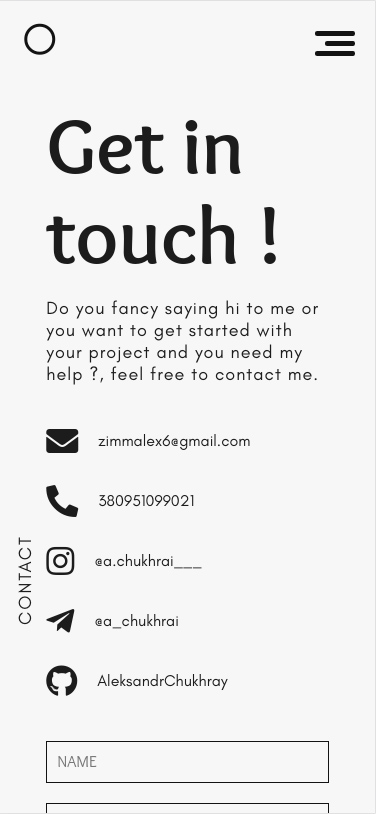 Get in
touch !
Do you fancy saying hi to me or
you want to get started with
your project and you need my
help ?, feel free to contact me.
zimmalex6@gmail.com
380951099021
@a.chukhrai___
CONTACT
@a_chukhrai
AleksandrChukhray
NAME